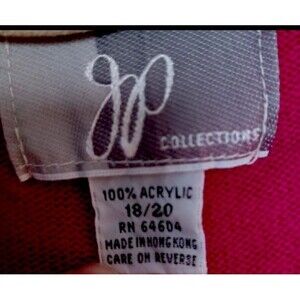 COLLECTIONS
100% ACRYLIC
18/20
RN 64604
MADE IN HONG KONG
CARE ON REVERSE